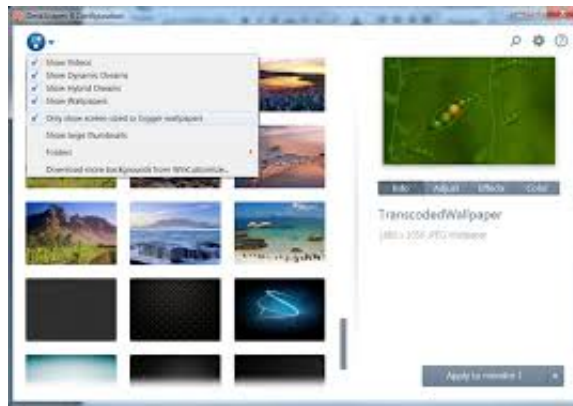 DeskScapes 8 Configuration
Show Videos
Show Dynamic Dreams
Show Hybrid Dreams
Show Wallpapers
Only show screen sized or bigger wallpapers
Show large thumbnails
Folders
Download more backgrounds from WinCustomize...
Info Adjust Effects Color
TranscodedWallpaper
JPEG Wallpaper
Apply to monitor 1